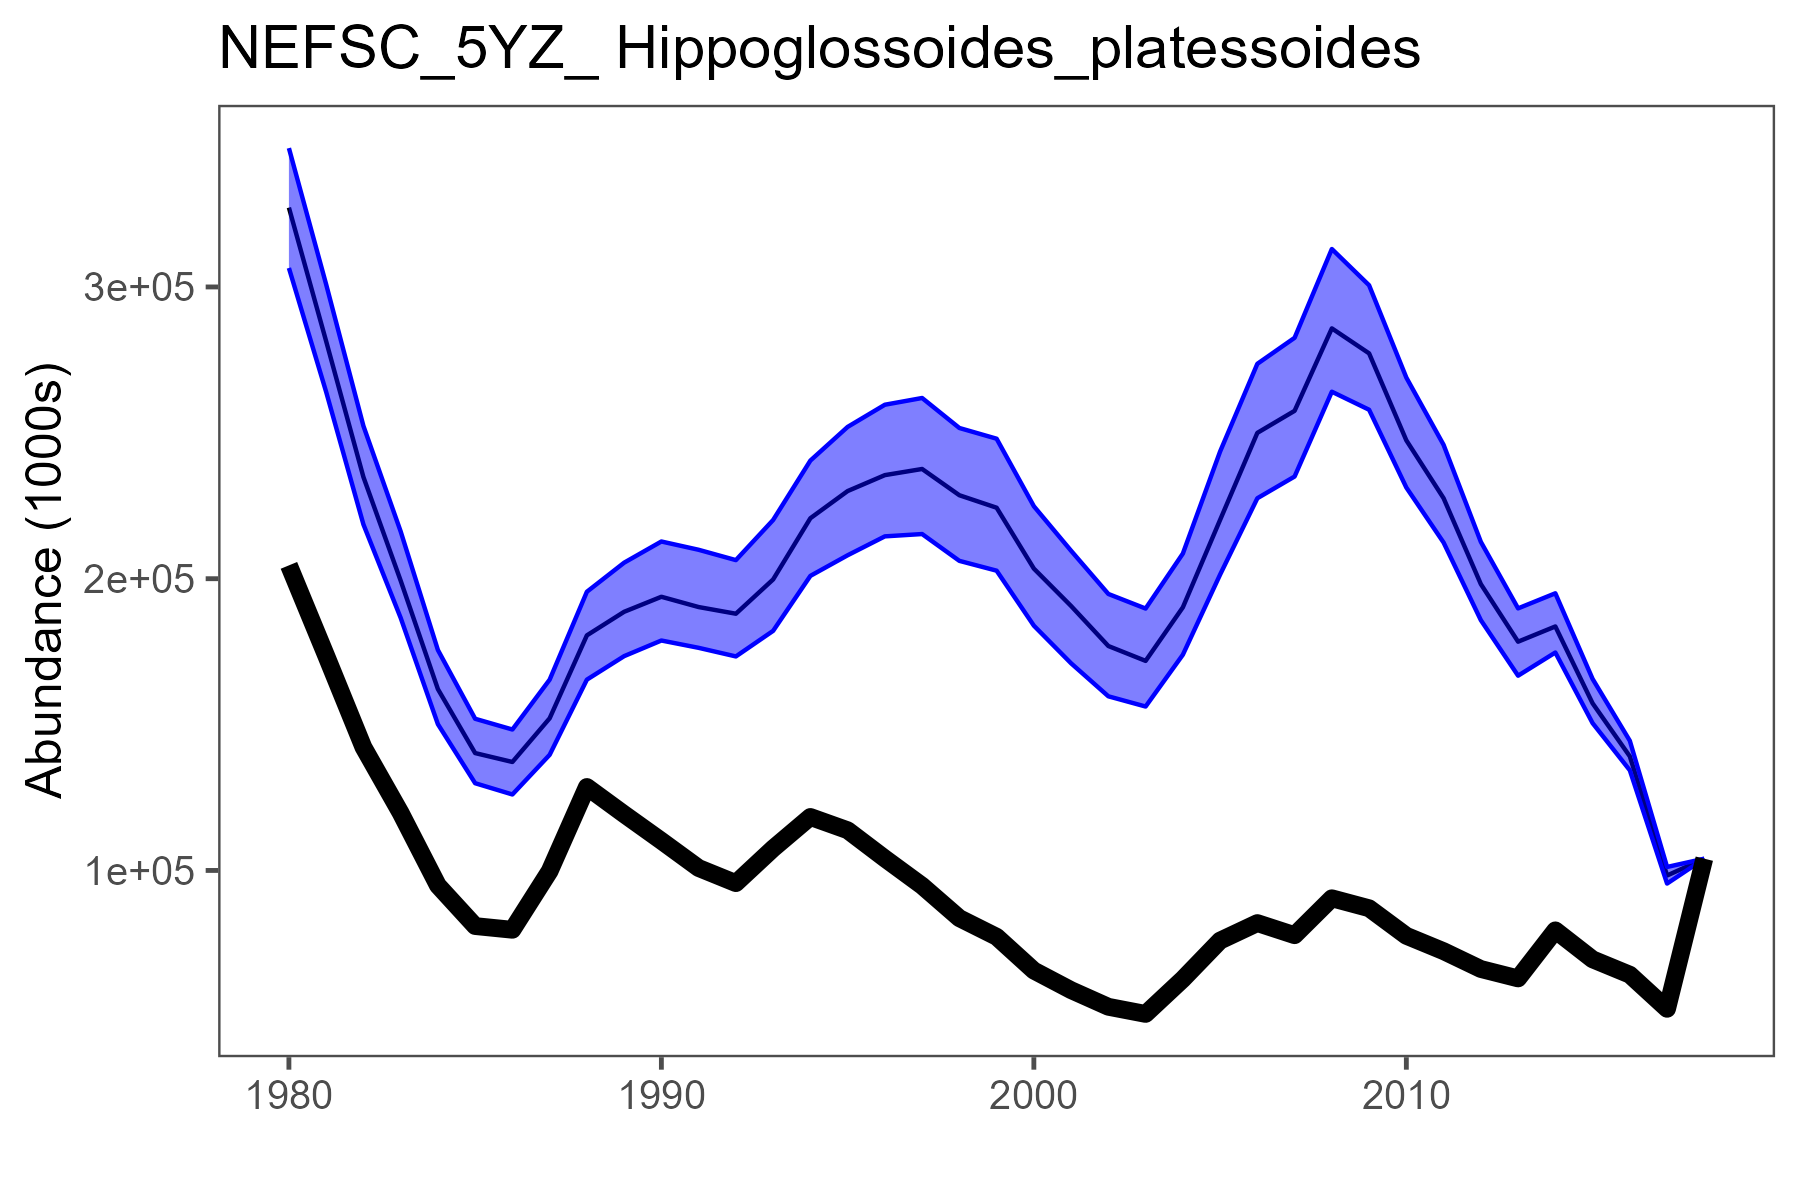 NEFSC_5YZ_ Hippoglossoides_platessoides
Abundance (1000s)
3e+05
2e+05
1e+05
1980
1990
2000
2010